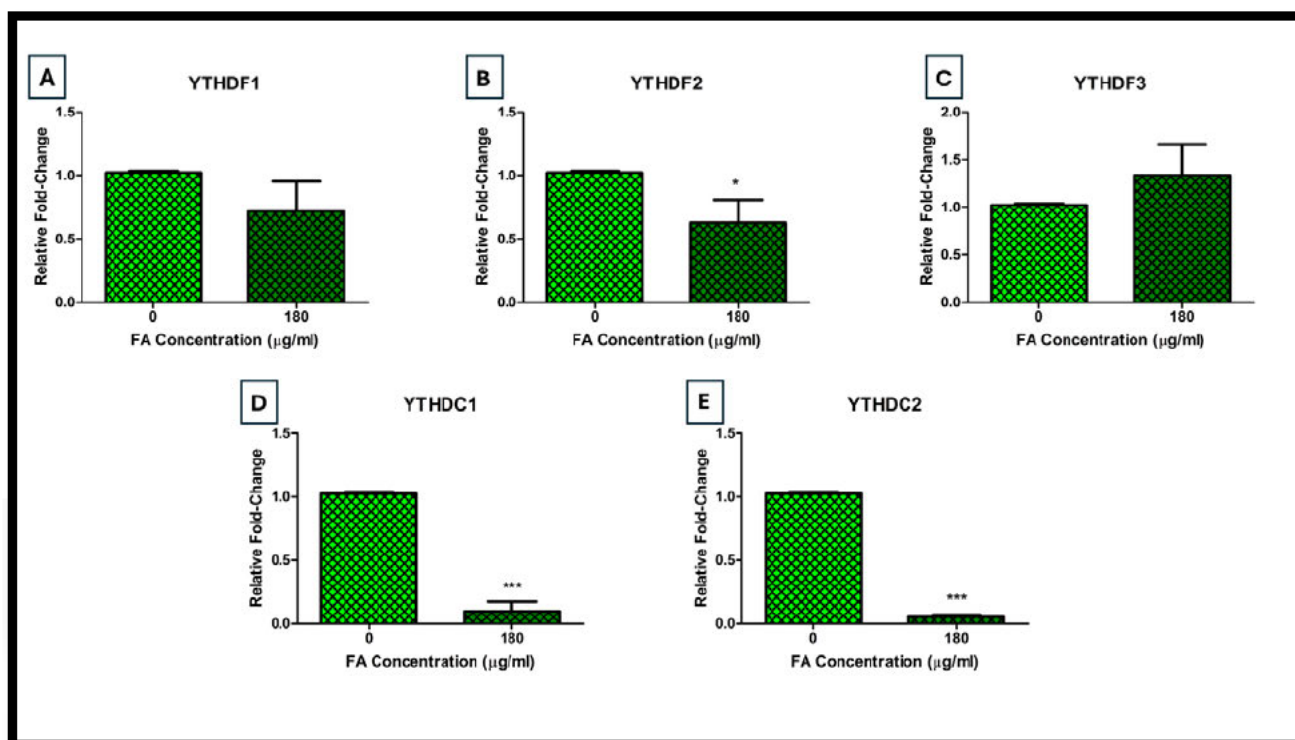 A
YTHDF1
Relative Fold-Change
1.5
1.0
0.5
0.0
0
180
FA Concentration (μg/ml)
B
YTHDF2
Relative Fold-Change
1.5
1.0
0.5
0.0
*
0
180
FA Concentration (μg/ml)
C
YTHDF3
Relative Fold-Change
2.0
1.5
1.0
0.5
0.0
0
180
FA Concentration (μg/ml)
D
YTHDC1
Relative Fold-Change
1.5
1.0
0.5
0.0
***
0
180
FA Concentration (μg/ml)
E
YTHDC2
Relative Fold-Change
1.5
1.0
0.5
0.0
***
0
180
FA Concentration (μg/ml)